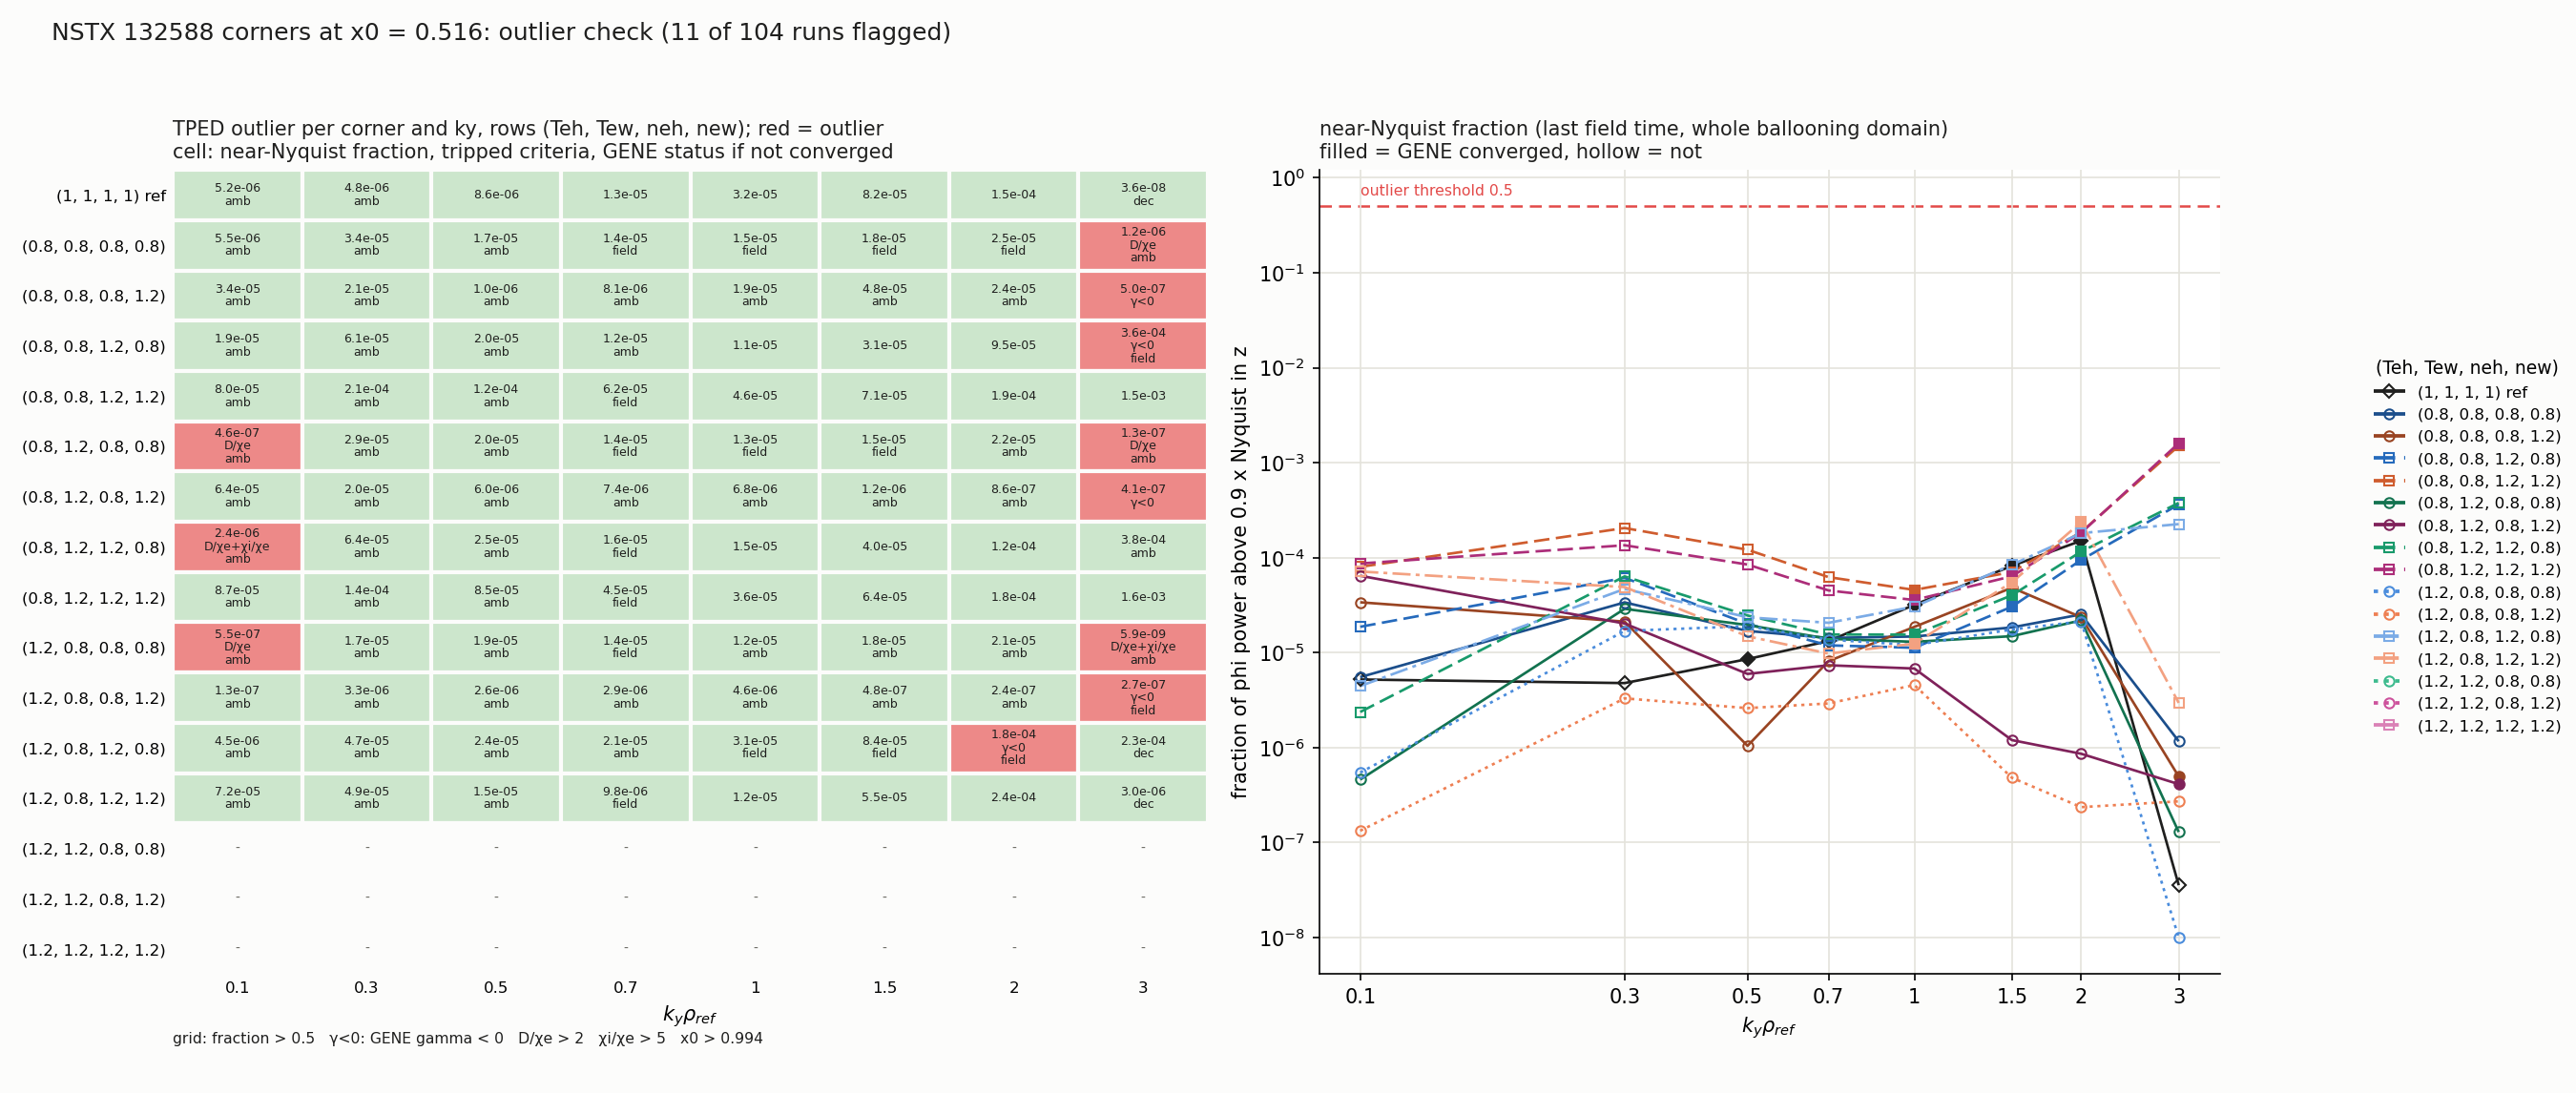 NSTX 132588 corners at x0 = 0.516: outlier check (11 of 104 runs flagged)
TPED outlier per corner and ky, rows (Teh, Tew, neh, new); red = outlier
cell: near-Nyquist fraction, tripped criteria, GENE status if not converged
(1, 1, 1, 1) ref
5.2e-06 amb
4.8e-06 amb
8.6e-06
1.3e-05
3.2e-05
8.2e-05
1.5e-04
3.6e-08 dec
(0.8, 0.8, 0.8, 0.8)
5.5e-06 amb
3.4e-05 amb
1.7e-05 amb
1.4e-05 field
1.5e-05 field
1.8e-05 field
2.5e-05 field
1.2e-06 D/χe amb
(0.8, 0.8, 0.8, 1.2)
3.4e-05 amb
2.1e-05 amb
1.0e-06 amb
8.1e-06 amb
1.9e-05 amb
4.8e-05 amb
2.4e-05 amb
5.0e-07 γ<0
(0.8, 0.8, 1.2, 0.8)
1.9e-05 amb
6.1e-05 amb
2.0e-05 amb
1.2e-05 amb
1.1e-05
3.1e-05
9.5e-05
3.6e-04 γ<0 field
(0.8, 0.8, 1.2, 1.2)
8.0e-05 amb
2.1e-04 amb
1.2e-04 amb
6.2e-05 field
4.6e-05
7.1e-05
1.9e-04
1.5e-03
(0.8, 1.2, 0.8, 0.8)
4.6e-07 D/χe amb
2.9e-05 amb
2.0e-05 amb
1.4e-05 field
1.3e-05 field
1.5e-05 field
2.2e-05 amb
1.3e-07 D/χe amb
(0.8, 1.2, 0.8, 1.2)
6.4e-05 amb
2.0e-05 amb
6.0e-06 amb
7.4e-06 amb
6.8e-06 amb
1.2e-06 amb
8.6e-07 amb
4.1e-07 γ<0
(0.8, 1.2, 1.2, 0.8)
2.4e-06 D/χe+χi/χe amb
6.4e-05 amb
2.5e-05 amb
1.6e-05 field
1.5e-05
4.0e-05
1.2e-04
3.8e-04 amb
(0.8, 1.2, 1.2, 1.2)
8.7e-05 amb
1.4e-04 amb
8.5e-05 amb
4.5e-05 field
3.6e-05
6.4e-05
1.8e-04
1.6e-03
(1.2, 0.8, 0.8, 0.8)
5.5e-07 D/χe amb
1.7e-05 amb
1.9e-05 amb
1.4e-05 field
1.2e-05 amb
1.8e-05 amb
2.1e-05 amb
5.9e-09 D/χe+χi/χe amb
(1.2, 0.8, 0.8, 1.2)
1.3e-07 amb
3.3e-06 amb
2.6e-06 amb
2.9e-06 amb
4.6e-06 amb
4.8e-07 amb
2.4e-07 amb
2.7e-07 γ<0 field
(1.2, 0.8, 1.2, 0.8)
4.5e-06 amb
4.7e-05 amb
2.4e-05 amb
2.1e-05 amb
3.1e-05 field
8.4e-05 field
1.8e-04 γ<0 field
2.3e-04 dec
(1.2, 0.8, 1.2, 1.2)
7.2e-05 amb
4.9e-05 amb
1.5e-05 amb
9.8e-06 field
1.2e-05
5.5e-05
2.4e-04
3.0e-06 dec
(1.2, 1.2, 0.8, 0.8) - - - - - - - -
(1.2, 1.2, 0.8, 1.2) - - - - - - - -
(1.2, 1.2, 1.2, 1.2) - - - - - - - -
0.1 0.3 0.5 0.7 1 1.5 2 3
k_yρ_ref
grid: fraction > 0.5 γ<0: GENE gamma < 0 D/χe > 2 χi/χe > 5 x0 > 0.994
near-Nyquist fraction (last field time, whole ballooning domain)
filled = GENE converged, hollow = not
outlier threshold 0.5
fraction of phi power above 0.9 x Nyquist in z
10⁰
10⁻¹
10⁻²
10⁻³
10⁻⁴
10⁻⁵
10⁻⁶
10⁻⁷
10⁻⁸
0.1 0.3 0.5 0.7 1 1.5 2 3
k_yρ_ref
(Teh, Tew, neh, new)
(1, 1, 1, 1) ref
(0.8, 0.8, 0.8, 0.8)
(0.8, 0.8, 0.8, 1.2)
(0.8, 0.8, 1.2, 0.8)
(0.8, 0.8, 1.2, 1.2)
(0.8, 1.2, 0.8, 0.8)
(0.8, 1.2, 0.8, 1.2)
(0.8, 1.2, 1.2, 0.8)
(0.8, 1.2, 1.2, 1.2)
(1.2, 0.8, 0.8, 0.8)
(1.2, 0.8, 0.8, 1.2)
(1.2, 0.8, 1.2, 0.8)
(1.2, 0.8, 1.2, 1.2)
(1.2, 1.2, 0.8, 0.8)
(1.2, 1.2, 0.8, 1.2)
(1.2, 1.2, 1.2, 1.2)